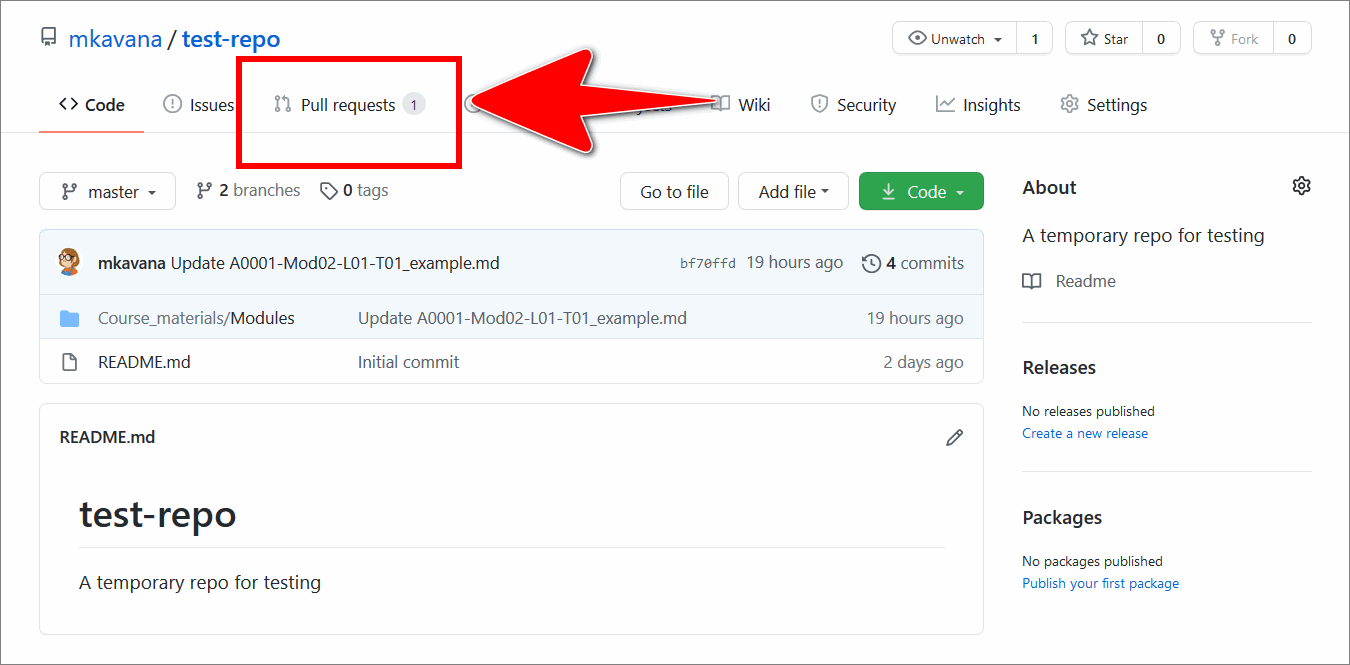 mkavana / test-repo
Unwatch 1 Star 0 Fork 0
Code Issues Pull requests 1 Wiki Security Insights Settings
master 2 branches 0 tags Go to file Add file Code
mkavana Update A0001-Mod02-L01-T01_example.md bf70ffd 19 hours ago 4 commits
Course_materials/Modules Update A0001-Mod02-L01-T01_example.md 19 hours ago
README.md Initial commit 2 days ago
README.md
test-repo
A temporary repo for testing
About
A temporary repo for testing
Readme
Releases
No releases published
Create a new release
Packages
No packages published
Publish your first package